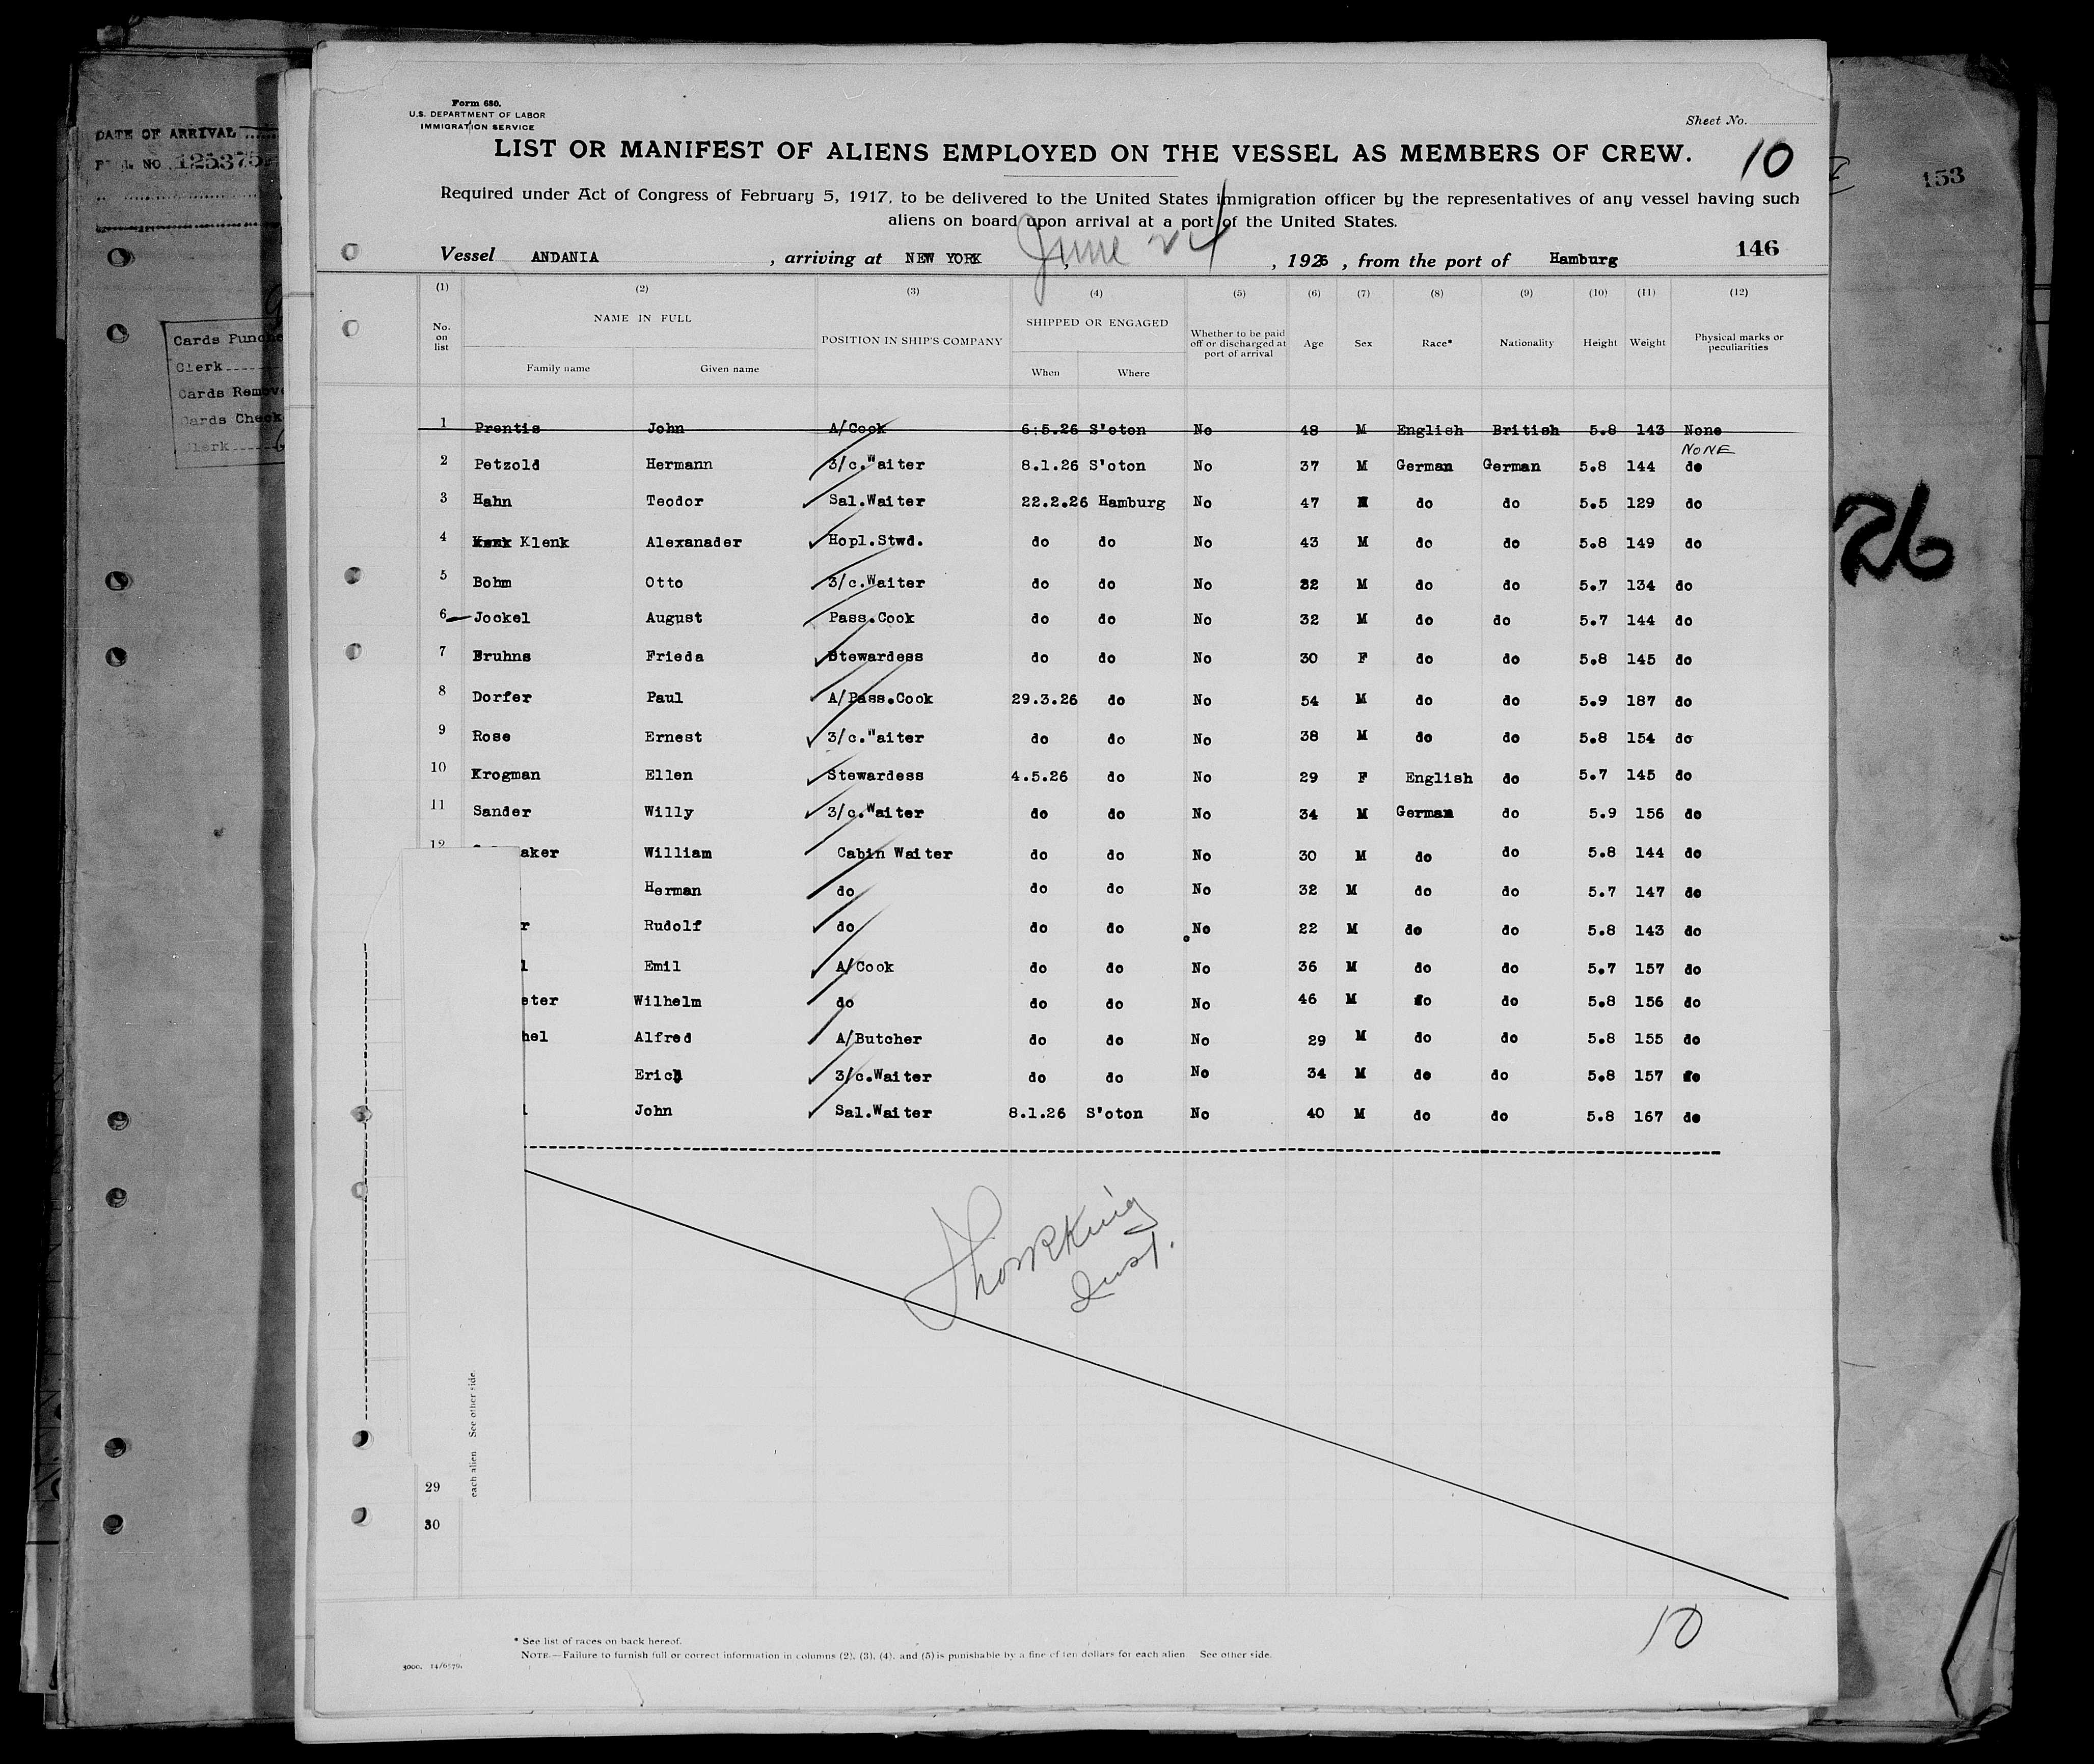 Form 680.
U.S. DEPARTMENT OF LABOR
IMMIGRATION SERVICE
Sheet No.
LIST OR MANIFEST OF ALIENS EMPLOYED ON THE VESSEL AS MEMBERS OF CREW.
10
Required under Act of Congress of February 5, 1917, to be delivered to the United States immigration officer by the representatives of any vessel having such
aliens on board upon arrival at a port of the United States.
146
Vessel ANDANIA , arriving at NEW YORK , June 24 , 1926 , from the port of Hamburg
(1) (2) (3) (4) (5) (6) (7) (8) (9) (10) (11) (12)
No. on list NAME IN FULL Family name Given name POSITION IN SHIP'S COMPANY SHIPPED OR ENGAGED When Where Whether to be paid off or discharged at port of arrival Age Sex Race* Nationality Height Weight Physical marks or peculiarities
1 Prentis John A/Cook 6:5.26 S'oton No 48 M English British 5.8 143 None
NONE
2 Petzold Hermann 3/c.Waiter 8.1.26 S'oton No 37 M German German 5.8 144 do
3 Hahn Teodor Sal.Waiter 22.2.26 Hamburg No 47 M do do 5.5 129 do
4 Klenk Alexanader Hopl.Stwd. do do No 43 M do do 5.8 149 do
5 Bohm Otto 3/c.Waiter do do No M do do 5.7 134 do
6 Jockel August Pass.Cook do do No 32 M do do 5.7 144 do
7 Bruhns Frieda Stewardess do do No 30 F do do 5.8 145 do
8 Dorfer Paul A/Pass.Cook 29.3.26 do No 54 M do do 5.9 187 do
9 Rose Ernest 3/c.Waiter do do No 38 M do do 5.8 154 do
10 Krogman Ellen Stewardess 4.5.26 do No 29 F English do 5.7 145 do
11 Sander Willy 3/c.Waiter do do No 34 M German do 5.9 156 do
12 aker William Cabin Waiter do do No 30 M do do 5.8 144 do
Herman do do do No 32 M do do 5.7 147 do
r Rudolf do do do No 22 M do do 5.8 143 do
l Emil A/Cook do do No 36 M do do 5.7 157 do
eter Wilhelm do do do No 46 M do do 5.8 156 do
hel Alfred A/Butcher do do No 29 M do do 5.8 155 do
Erich 3/c.Waiter do do No 34 M do do 5.8 157 do
John Sal.Waiter 8.1.26 S'oton No 40 M do do 5.8 167 do
Insp.
each alien See other side.
29
30
10
* See list of races on back hereof.
NOTE.—Failure to furnish full or correct information in columns (2), (3), (4), and (5) is punishable by a fine of ten dollars for each alien. See other side.
DATE OF ARRIVAL
NO 125375
Cards
Clerk
Cards
Cards
Clerk
153
26